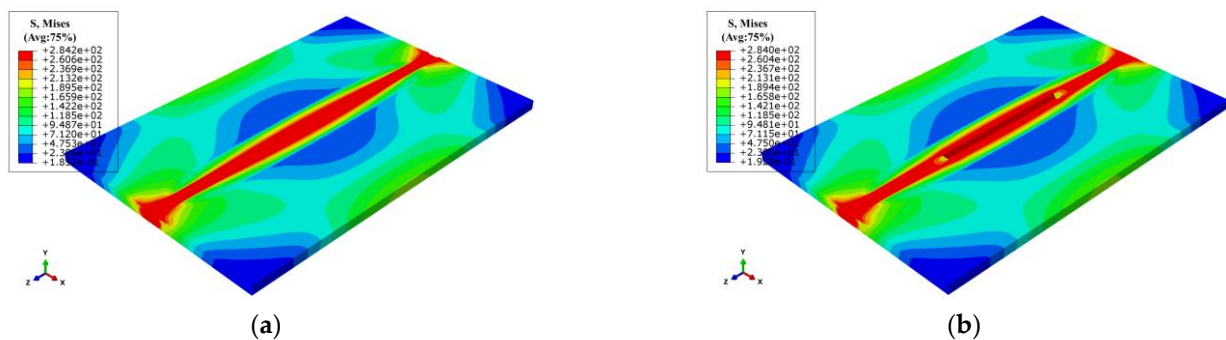 S, Mises
(Avg:75%)
+2.842e+02
+2.606e+02
+2.369e+02
+2.132e+02
+1.895e+02
+1.659e+02
+1.422e+02
+1.185e+02
+9.487e+01
+7.120e+01
+4.753e+01
Y
Z
X
(a)
S, Mises
(Avg:75%)
+2.840e+02
+2.604e+02
+2.367e+02
+2.131e+02
+1.658e+02
+1.421e+02
+1.185e+02
+9.481e+01
+7.115e+01
+4.750e+01
Y
Z
X
(b)